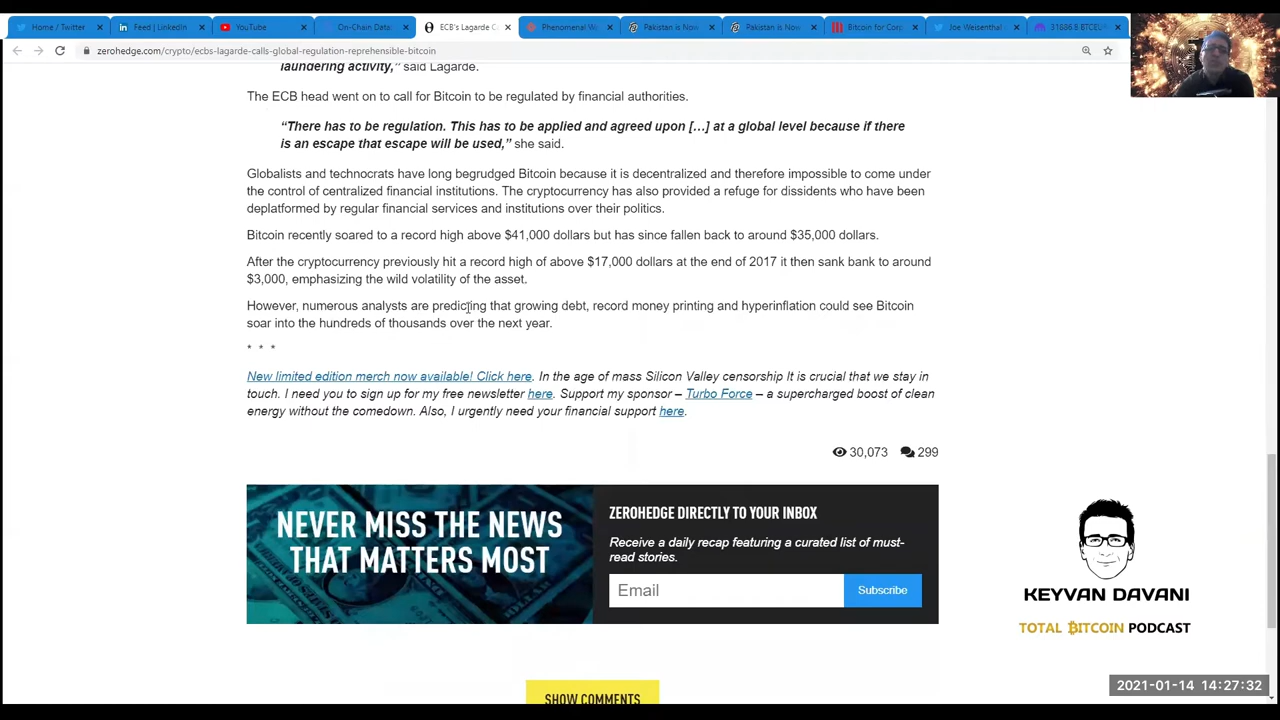 Home / Twitter
Feed | LinkedIn
YouTube
On-Chain Data:
ECB's Lagarde C
Phenomenal W
Pakistan is Now
Pakistan is Now
Bitcoin for Corp
Joe Weisenthal
31886.8 BTCEU
zerohedge.com/crypto/ecbs-lagarde-calls-global-regulation-reprehensible-bitcoin
laundering activity,” said Lagarde.
The ECB head went on to call for Bitcoin to be regulated by financial authorities.
“There has to be regulation. This has to be applied and agreed upon […] at a global level because if there
is an escape that escape will be used,” she said.
Globalists and technocrats have long begrudged Bitcoin because it is decentralized and therefore impossible to come under
the control of centralized financial institutions. The cryptocurrency has also provided a refuge for dissidents who have been
deplatformed by regular financial services and institutions over their politics.
Bitcoin recently soared to a record high above $41,000 dollars but has since fallen back to around $35,000 dollars.
After the cryptocurrency previously hit a record high of above $17,000 dollars at the end of 2017 it then sank bank to around
$3,000, emphasizing the wild volatility of the asset.
However, numerous analysts are predicting that growing debt, record money printing and hyperinflation could see Bitcoin
soar into the hundreds of thousands over the next year.
* * *
New limited edition merch now available! Click here. In the age of mass Silicon Valley censorship It is crucial that we stay in
touch. I need you to sign up for my free newsletter here. Support my sponsor – Turbo Force – a supercharged boost of clean
energy without the comedown. Also, I urgently need your financial support here.
30,073 299
NEVER MISS THE NEWS
THAT MATTERS MOST
ZEROHEDGE DIRECTLY TO YOUR INBOX
Receive a daily recap featuring a curated list of must-
read stories.
Email
Subscribe
KEYVAN DAVANI
TOTAL ₿ITCOIN PODCAST
2021-01-14 14:27:32
SHOW COMMENTS